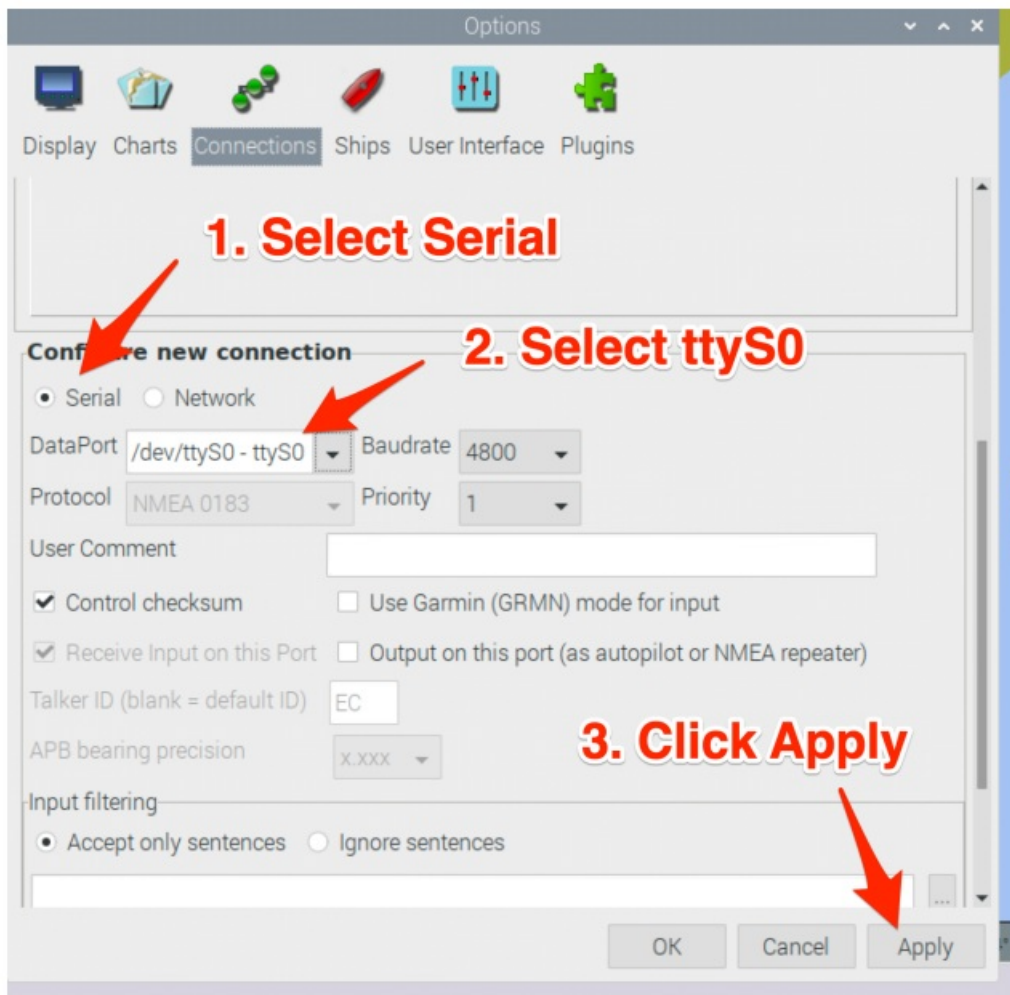 Options
Display Charts Connections Ships User Interface Plugins
1. Select Serial
2. Select ttyS0
Configure new connection
Serial Network
DataPort /dev/ttyS0 - ttyS0 Baudrate 4800
Protocol NMEA 0183 Priority 1
User Comment
Control checksum Use Garmin (GRMN) mode for input
Receive Input on this Port Output on this port (as autopilot or NMEA repeater)
Talker ID (blank = default ID) EC
APB bearing precision x.xxx
3. Click Apply
Input filtering
Accept only sentences Ignore sentences
...
OK Cancel Apply